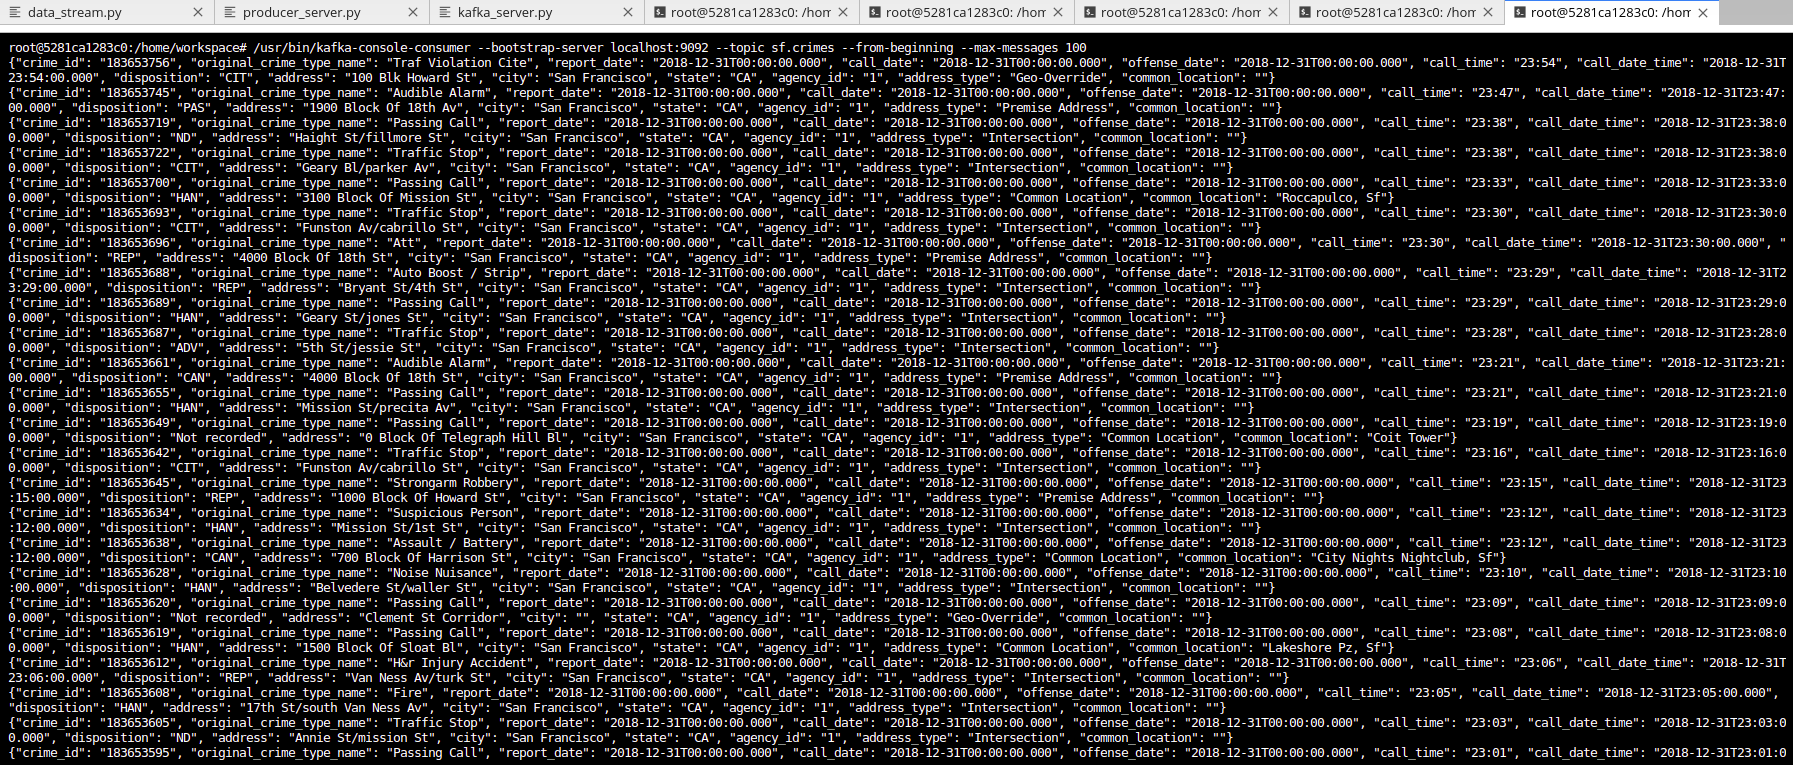 data_stream.py
producer_server.py
kafka_server.py
root@5281ca1283c0: /hom
root@5281ca1283c0: /hom
root@5281ca1283c0: /hom
root@5281ca1283c0: /hom
root@5281ca1283c0: /hom
root@5281ca1283c0:/home/workspace# /usr/bin/kafka-console-consumer --bootstrap-server localhost:9092 --topic sf.crimes --from-beginning --max-messages 100
{"crime_id": "183653756", "original_crime_type_name": "Traf Violation Cite", "report_date": "2018-12-31T00:00:00.000", "call_date": "2018-12-31T00:00:00.000", "offense_date": "2018-12-31T00:00:00.000", "call_time": "23:54", "call_date_time": "2018-12-31T
23:54:00.000", "disposition": "CIT", "address": "100 Blk Howard St", "city": "San Francisco", "state": "CA", "agency_id": "1", "address_type": "Geo-Override", "common_location": ""}
{"crime_id": "183653745", "original_crime_type_name": "Audible Alarm", "report_date": "2018-12-31T00:00:00.000", "call_date": "2018-12-31T00:00:00.000", "offense_date": "2018-12-31T00:00:00.000", "call_time": "23:47", "call_date_time": "2018-12-31T23:47:
00.000", "disposition": "PAS", "address": "1900 Block Of 18th Av", "city": "San Francisco", "state": "CA", "agency_id": "1", "address_type": "Premise Address", "common_location": ""}
{"crime_id": "183653719", "original_crime_type_name": "Passing Call", "report_date": "2018-12-31T00:00:00.000", "call_date": "2018-12-31T00:00:00.000", "offense_date": "2018-12-31T00:00:00.000", "call_time": "23:38", "call_date_time": "2018-12-31T23:38:0
0.000", "disposition": "ND", "address": "Haight St/fillmore St", "city": "San Francisco", "state": "CA", "agency_id": "1", "address_type": "Intersection", "common_location": ""}
{"crime_id": "183653722", "original_crime_type_name": "Traffic Stop", "report_date": "2018-12-31T00:00:00.000", "call_date": "2018-12-31T00:00:00.000", "offense_date": "2018-12-31T00:00:00.000", "call_time": "23:38", "call_date_time": "2018-12-31T23:38:0
0.000", "disposition": "CIT", "address": "Geary Bl/parker Av", "city": "San Francisco", "state": "CA", "agency_id": "1", "address_type": "Intersection", "common_location": ""}
{"crime_id": "183653700", "original_crime_type_name": "Passing Call", "report_date": "2018-12-31T00:00:00.000", "call_date": "2018-12-31T00:00:00.000", "offense_date": "2018-12-31T00:00:00.000", "call_time": "23:33", "call_date_time": "2018-12-31T23:33:0
0.000", "disposition": "HAN", "address": "3100 Block Of Mission St", "city": "San Francisco", "state": "CA", "agency_id": "1", "address_type": "Common Location", "common_location": "Roccapulco, Sf"}
{"crime_id": "183653693", "original_crime_type_name": "Traffic Stop", "report_date": "2018-12-31T00:00:00.000", "call_date": "2018-12-31T00:00:00.000", "offense_date": "2018-12-31T00:00:00.000", "call_time": "23:30", "call_date_time": "2018-12-31T23:30:0
0.000", "disposition": "CIT", "address": "Funston Av/cabrillo St", "city": "San Francisco", "state": "CA", "agency_id": "1", "address_type": "Intersection", "common_location": ""}
{"crime_id": "183653696", "original_crime_type_name": "Att", "report_date": "2018-12-31T00:00:00.000", "call_date": "2018-12-31T00:00:00.000", "offense_date": "2018-12-31T00:00:00.000", "call_time": "23:30", "call_date_time": "2018-12-31T23:30:00.000", "
disposition": "REP", "address": "4000 Block Of 18th St", "city": "San Francisco", "state": "CA", "agency_id": "1", "address_type": "Premise Address", "common_location": ""}
{"crime_id": "183653688", "original_crime_type_name": "Auto Boost / Strip", "report_date": "2018-12-31T00:00:00.000", "call_date": "2018-12-31T00:00:00.000", "offense_date": "2018-12-31T00:00:00.000", "call_time": "23:29", "call_date_time": "2018-12-31T2
3:29:00.000", "disposition": "REP", "address": "Bryant St/4th St", "city": "San Francisco", "state": "CA", "agency_id": "1", "address_type": "Intersection", "common_location": ""}
{"crime_id": "183653689", "original_crime_type_name": "Passing Call", "report_date": "2018-12-31T00:00:00.000", "call_date": "2018-12-31T00:00:00.000", "offense_date": "2018-12-31T00:00:00.000", "call_time": "23:29", "call_date_time": "2018-12-31T23:29:0
0.000", "disposition": "HAN", "address": "Geary St/jones St", "city": "San Francisco", "state": "CA", "agency_id": "1", "address_type": "Intersection", "common_location": ""}
{"crime_id": "183653687", "original_crime_type_name": "Traffic Stop", "report_date": "2018-12-31T00:00:00.000", "call_date": "2018-12-31T00:00:00.000", "offense_date": "2018-12-31T00:00:00.000", "call_time": "23:28", "call_date_time": "2018-12-31T23:28:0
0.000", "disposition": "ADV", "address": "5th St/jessie St", "city": "San Francisco", "state": "CA", "agency_id": "1", "address_type": "Intersection", "common_location": ""}
{"crime_id": "183653661", "original_crime_type_name": "Audible Alarm", "report_date": "2018-12-31T00:00:00.000", "call_date": "2018-12-31T00:00:00.000", "offense_date": "2018-12-31T00:00:00.000", "call_time": "23:21", "call_date_time": "2018-12-31T23:21:
00.000", "disposition": "CAN", "address": "4000 Block Of 18th St", "city": "San Francisco", "state": "CA", "agency_id": "1", "address_type": "Premise Address", "common_location": ""}
{"crime_id": "183653655", "original_crime_type_name": "Passing Call", "report_date": "2018-12-31T00:00:00.000", "call_date": "2018-12-31T00:00:00.000", "offense_date": "2018-12-31T00:00:00.000", "call_time": "23:21", "call_date_time": "2018-12-31T23:21:0
0.000", "disposition": "HAN", "address": "Mission St/precita Av", "city": "San Francisco", "state": "CA", "agency_id": "1", "address_type": "Intersection", "common_location": ""}
{"crime_id": "183653649", "original_crime_type_name": "Passing Call", "report_date": "2018-12-31T00:00:00.000", "call_date": "2018-12-31T00:00:00.000", "offense_date": "2018-12-31T00:00:00.000", "call_time": "23:19", "call_date_time": "2018-12-31T23:19:0
0.000", "disposition": "Not recorded", "address": "0 Block Of Telegraph Hill Bl", "city": "San Francisco", "state": "CA", "agency_id": "1", "address_type": "Common Location", "common_location": "Coit Tower"}
{"crime_id": "183653642", "original_crime_type_name": "Traffic Stop", "report_date": "2018-12-31T00:00:00.000", "call_date": "2018-12-31T00:00:00.000", "offense_date": "2018-12-31T00:00:00.000", "call_time": "23:16", "call_date_time": "2018-12-31T23:16:0
0.000", "disposition": "CIT", "address": "Funston Av/cabrillo St", "city": "San Francisco", "state": "CA", "agency_id": "1", "address_type": "Intersection", "common_location": ""}
{"crime_id": "183653645", "original_crime_type_name": "Strongarm Robbery", "report_date": "2018-12-31T00:00:00.000", "call_date": "2018-12-31T00:00:00.000", "offense_date": "2018-12-31T00:00:00.000", "call_time": "23:15", "call_date_time": "2018-12-31T23
:15:00.000", "disposition": "REP", "address": "1000 Block Of Howard St", "city": "San Francisco", "state": "CA", "agency_id": "1", "address_type": "Premise Address", "common_location": ""}
{"crime_id": "183653634", "original_crime_type_name": "Suspicious Person", "report_date": "2018-12-31T00:00:00.000", "call_date": "2018-12-31T00:00:00.000", "offense_date": "2018-12-31T00:00:00.000", "call_time": "23:12", "call_date_time": "2018-12-31T23
:12:00.000", "disposition": "HAN", "address": "Mission St/1st St", "city": "San Francisco", "state": "CA", "agency_id": "1", "address_type": "Intersection", "common_location": ""}
{"crime_id": "183653638", "original_crime_type_name": "Assault / Battery", "report_date": "2018-12-31T00:00:00.000", "call_date": "2018-12-31T00:00:00.000", "offense_date": "2018-12-31T00:00:00.000", "call_time": "23:12", "call_date_time": "2018-12-31T23
:12:00.000", "disposition": "CAN", "address": "700 Block Of Harrison St", "city": "San Francisco", "state": "CA", "agency_id": "1", "address_type": "Common Location", "common_location": "City Nights Nightclub, Sf"}
{"crime_id": "183653628", "original_crime_type_name": "Noise Nuisance", "report_date": "2018-12-31T00:00:00.000", "call_date": "2018-12-31T00:00:00.000", "offense_date": "2018-12-31T00:00:00.000", "call_time": "23:10", "call_date_time": "2018-12-31T23:10
:00.000", "disposition": "HAN", "address": "Belvedere St/waller St", "city": "San Francisco", "state": "CA", "agency_id": "1", "address_type": "Intersection", "common_location": ""}
{"crime_id": "183653620", "original_crime_type_name": "Passing Call", "report_date": "2018-12-31T00:00:00.000", "call_date": "2018-12-31T00:00:00.000", "offense_date": "2018-12-31T00:00:00.000", "call_time": "23:09", "call_date_time": "2018-12-31T23:09:0
0.000", "disposition": "Not recorded", "address": "Clement St Corridor", "city": "", "state": "CA", "agency_id": "1", "address_type": "Geo-Override", "common_location": ""}
{"crime_id": "183653619", "original_crime_type_name": "Passing Call", "report_date": "2018-12-31T00:00:00.000", "call_date": "2018-12-31T00:00:00.000", "offense_date": "2018-12-31T00:00:00.000", "call_time": "23:08", "call_date_time": "2018-12-31T23:08:0
0.000", "disposition": "HAN", "address": "1500 Block Of Sloat Bl", "city": "San Francisco", "state": "CA", "agency_id": "1", "address_type": "Common Location", "common_location": "Lakeshore Pz, Sf"}
{"crime_id": "183653612", "original_crime_type_name": "H&r Injury Accident", "report_date": "2018-12-31T00:00:00.000", "call_date": "2018-12-31T00:00:00.000", "offense_date": "2018-12-31T00:00:00.000", "call_time": "23:06", "call_date_time": "2018-12-31T
23:06:00.000", "disposition": "REP", "address": "Van Ness Av/turk St", "city": "San Francisco", "state": "CA", "agency_id": "1", "address_type": "Intersection", "common_location": ""}
{"crime_id": "183653608", "original_crime_type_name": "Fire", "report_date": "2018-12-31T00:00:00.000", "call_date": "2018-12-31T00:00:00.000", "offense_date": "2018-12-31T00:00:00.000", "call_time": "23:05", "call_date_time": "2018-12-31T23:05:00.000",
"disposition": "HAN", "address": "17th St/south Van Ness Av", "city": "San Francisco", "state": "CA", "agency_id": "1", "address_type": "Intersection", "common_location": ""}
{"crime_id": "183653605", "original_crime_type_name": "Traffic Stop", "report_date": "2018-12-31T00:00:00.000", "call_date": "2018-12-31T00:00:00.000", "offense_date": "2018-12-31T00:00:00.000", "call_time": "23:03", "call_date_time": "2018-12-31T23:03:0
0.000", "disposition": "ND", "address": "Annie St/mission St", "city": "San Francisco", "state": "CA", "agency_id": "1", "address_type": "Intersection", "common_location": ""}
{"crime_id": "183653595", "original_crime_type_name": "Passing Call", "report_date": "2018-12-31T00:00:00.000", "call_date": "2018-12-31T00:00:00.000", "offense_date": "2018-12-31T00:00:00.000", "call_time": "23:01", "call_date_time": "2018-12-31T23:01:0